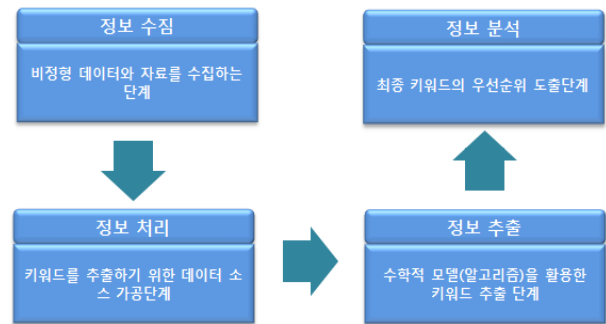 정보 수짐
비정형 데이터와 자료를 수집하는
단계
정보 처리
키워드를 추출하기 위한 데이터 소
스 가공단계
정보 추출
수학적 모델(알고리즘)을 활용한
키워드 추출 단계
정보 분석
최종 키워드의 우선순위 도출단계